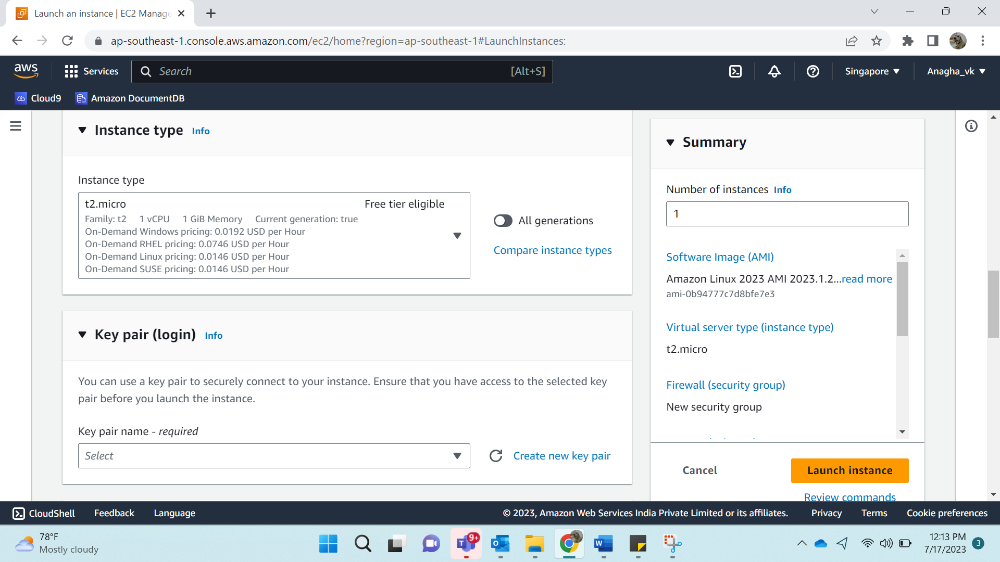 Launch an instance | EC2 Manage
ap-southeast-1.console.aws.amazon.com/ec2/home?region=ap-southeast-1#LaunchInstances:
aws
Services
Search
[Alt+S]
Singapore
Anagha_vk
Cloud9
Amazon DocumentDB
Instance type Info
Instance type
t2.micro Free tier eligible
Family: t2 1 vCPU 1 GiB Memory Current generation: true
On-Demand Windows pricing: 0.0192 USD per Hour
On-Demand RHEL pricing: 0.0746 USD per Hour
On-Demand Linux pricing: 0.0146 USD per Hour
On-Demand SUSE pricing: 0.0146 USD per Hour
All generations
Compare instance types
Key pair (login) Info
You can use a key pair to securely connect to your instance. Ensure that you have access to the selected key
pair before you launch the instance.
Key pair name - required
Select
Create new key pair
Summary
Number of instances Info
1
Software Image (AMI)
Amazon Linux 2023 AMI 2023.1.2...read more
ami-0b94777c7d8bfe7e3
Virtual server type (instance type)
t2.micro
Firewall (security group)
New security group
Cancel
Launch instance
Review commands
CloudShell
Feedback
Language
© 2023, Amazon Web Services India Private Limited or its affiliates.
Privacy
Terms
Cookie preferences
78°F
Mostly cloudy
T
9+
O
W
12:13 PM
7/17/2023
3